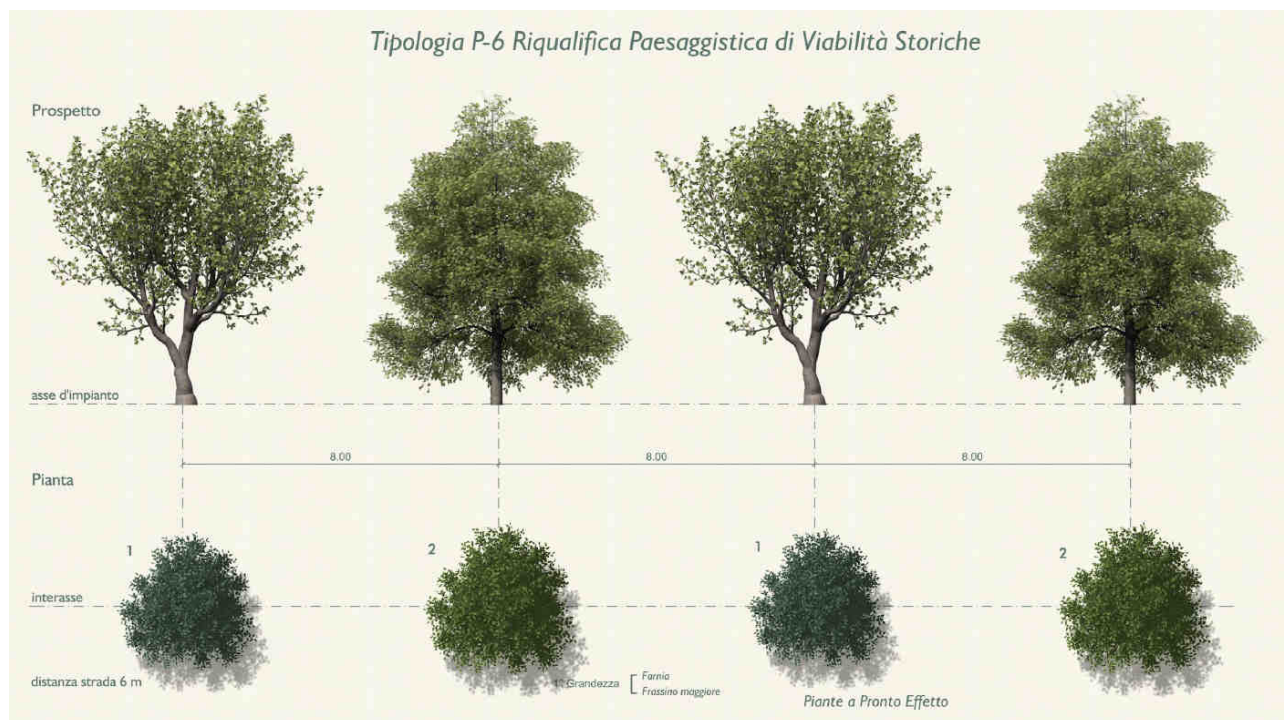 Tipologia P-6 Riqualifica Paesaggistica di Viabilità Storiche
Prospetto
asse d'impianto
8.00 8.00 8.00
Pianta
1 2 1 2
interasse
distanza strada 6 m
1° Grandezza
Farnia
Frassino maggiore
Piante a Pronto Effetto